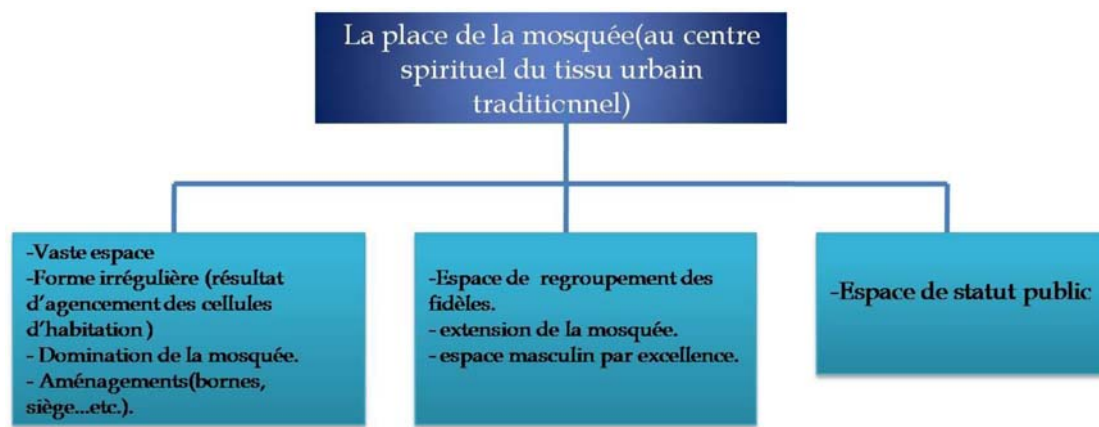 La place de la mosquée(au centre
spirituel du tissu urbain
traditionnel)
-Vaste espace
-Forme irrégulière (résultat
d'agencement des cellules
d'habitation )
- Domination de la mosquée.
- Aménagements(bornes,
siège...etc.).
-Espace de regroupement des
fidèles.
- extension de la mosquée.
- espace masculin par excellence.
-Espace de statut public